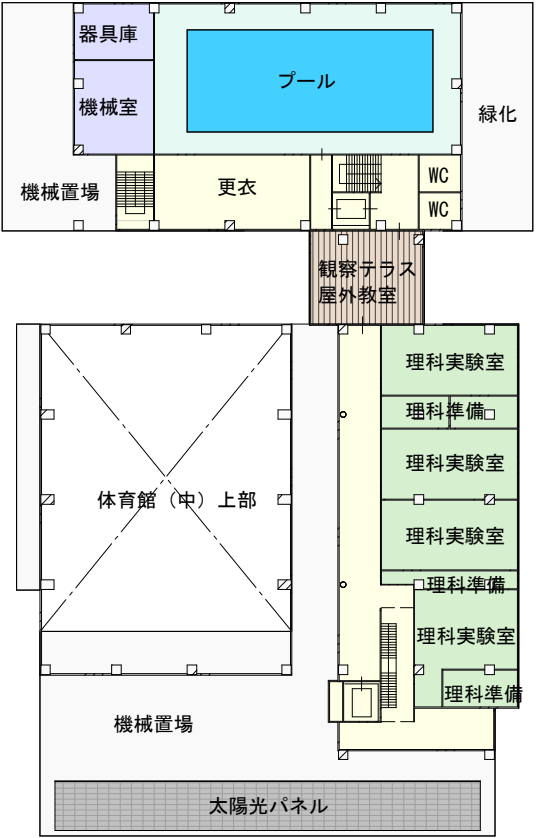 器具庫
プール
機械室
緑化
機械置場
更衣
WC
WC
観察テラス
屋外教室
理科実験室
理科準備
理科実験室
体育館（中）上部
理科実験室
理科準備
理科実験室
理科準備
機械置場
太陽光パネル